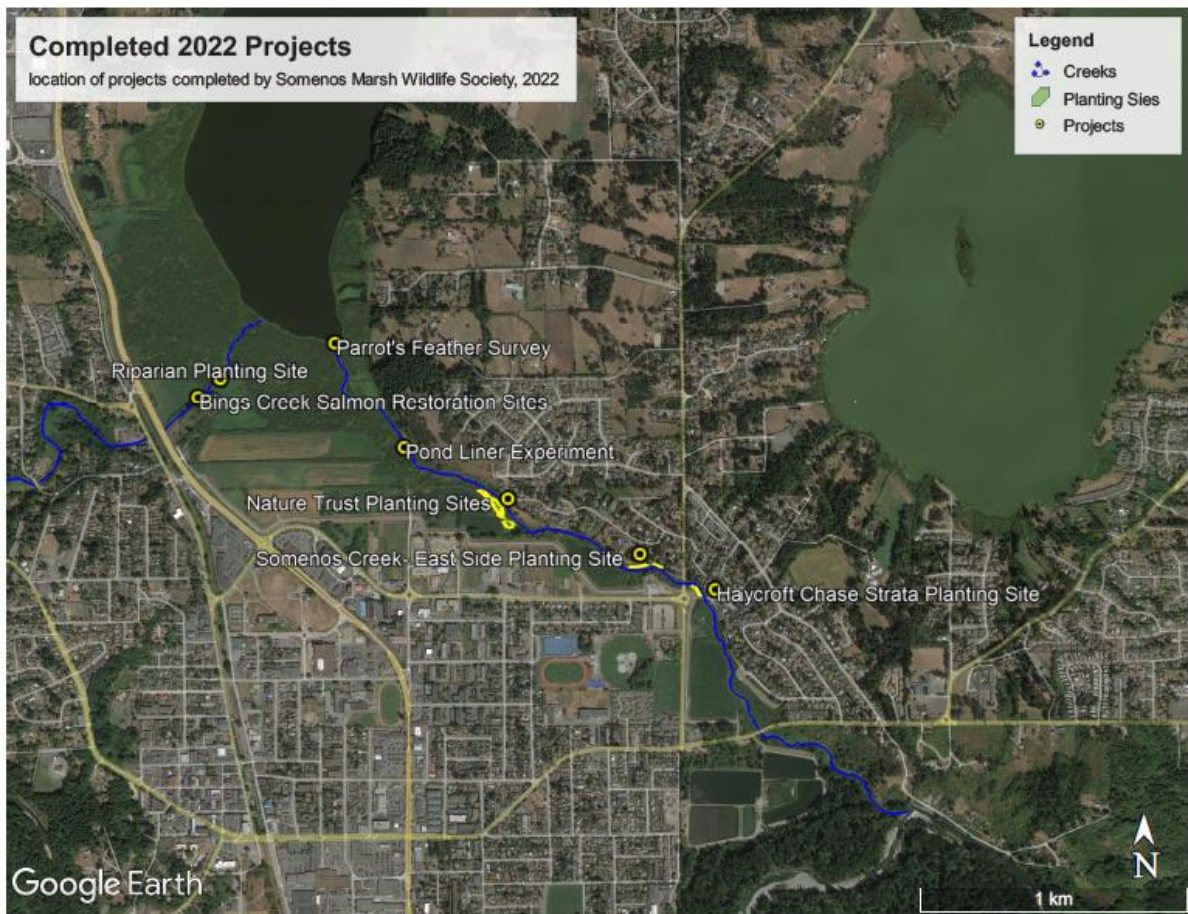 Completed 2022 Projects
location of projects completed by Somenos Marsh Wildlife Society, 2022
Legend
Creeks
Planting Sies
Projects
Parrot's Feather Survey
Riparian Planting Site
Bings Creek Salmon Restoration Sites
Pond Liner Experiment
Nature Trust Planting Sites
Somenos Creek- East Side Planting Site
Haycroft Chase Strata Planting Site
N
Google Earth
1 km